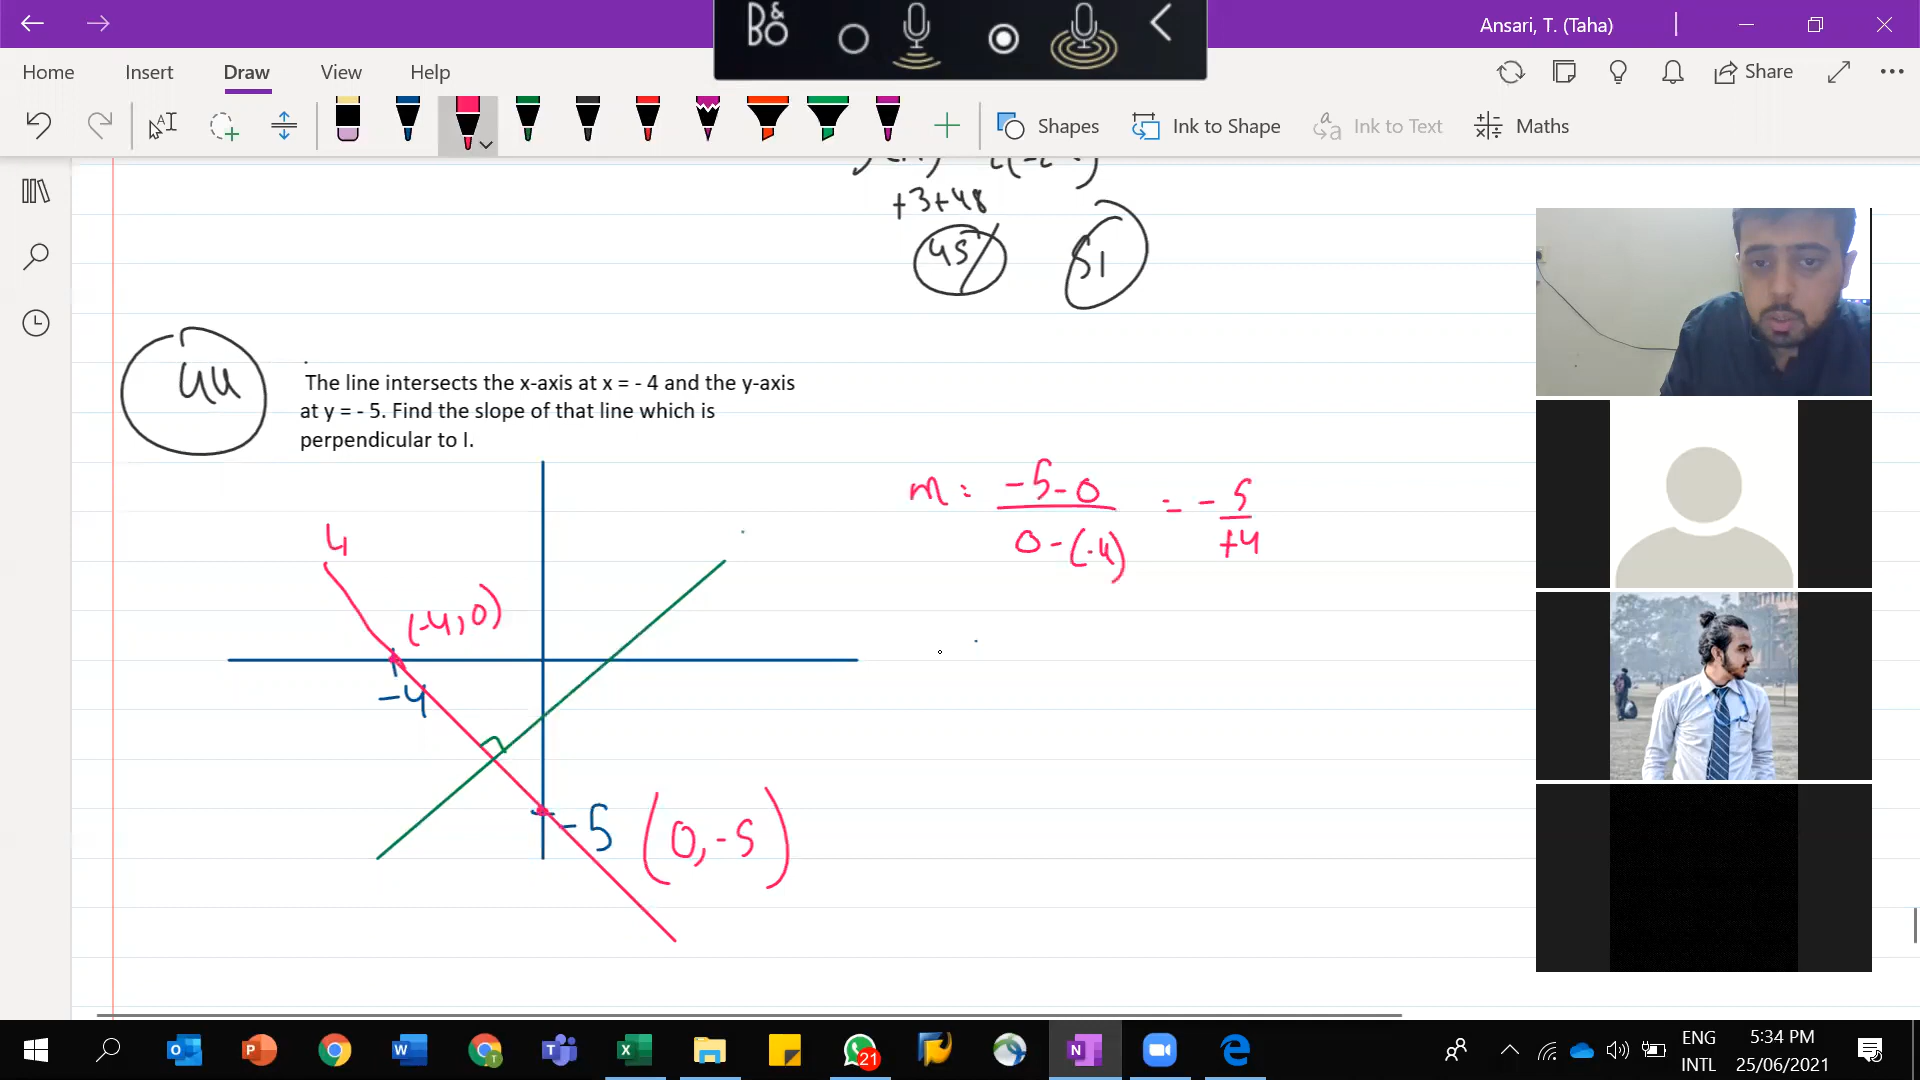 Ansari, T. (Taha)
B&O
Home
Insert
Draw
View
Help
Share
Shapes
Ink to Shape
Ink to Text
Maths
+3+48
45
51
44
The line intersects the x-axis at x = - 4 and the y-axis
at y = - 5. Find the slope of that line which is
perpendicular to I.
m = -5-0 / 0-(-4) = -5/+4
4
(-4,0)
-4
-5 (0,-5)
21
ENG
INTL
5:34 PM
25/06/2021